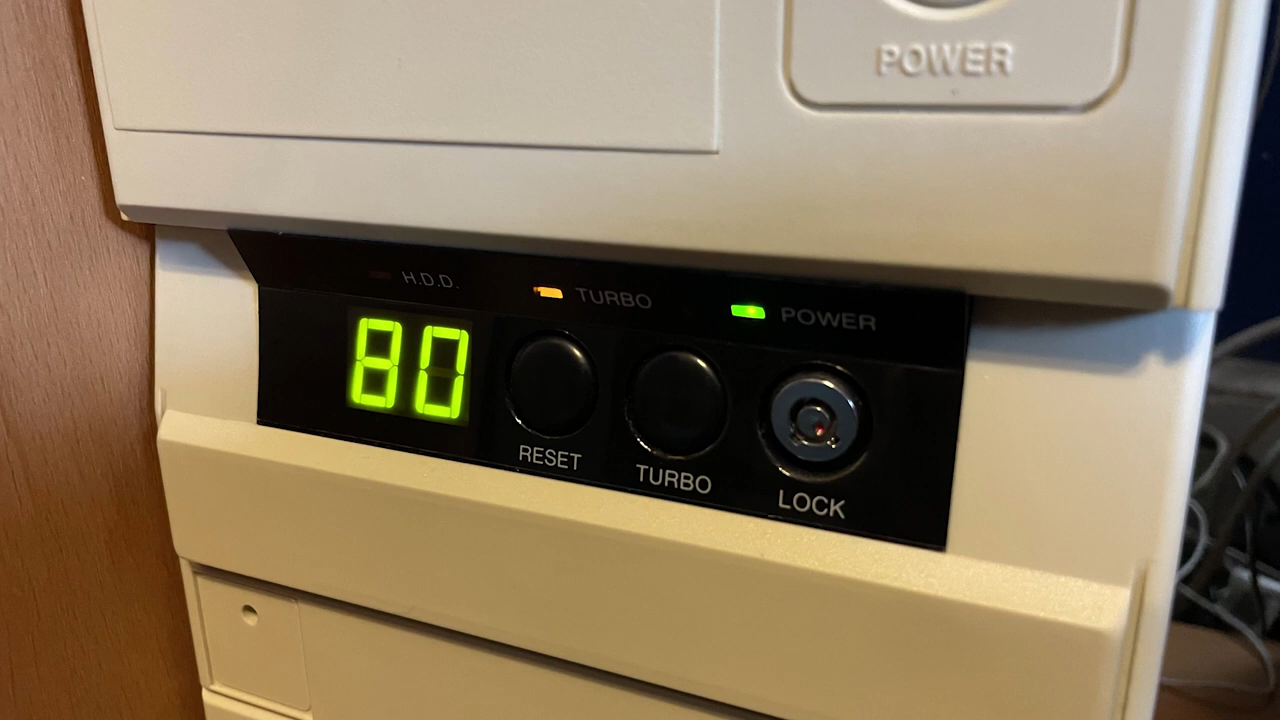 POWER
H.D.D.
TURBO
POWER
80
RESET
TURBO
LOCK